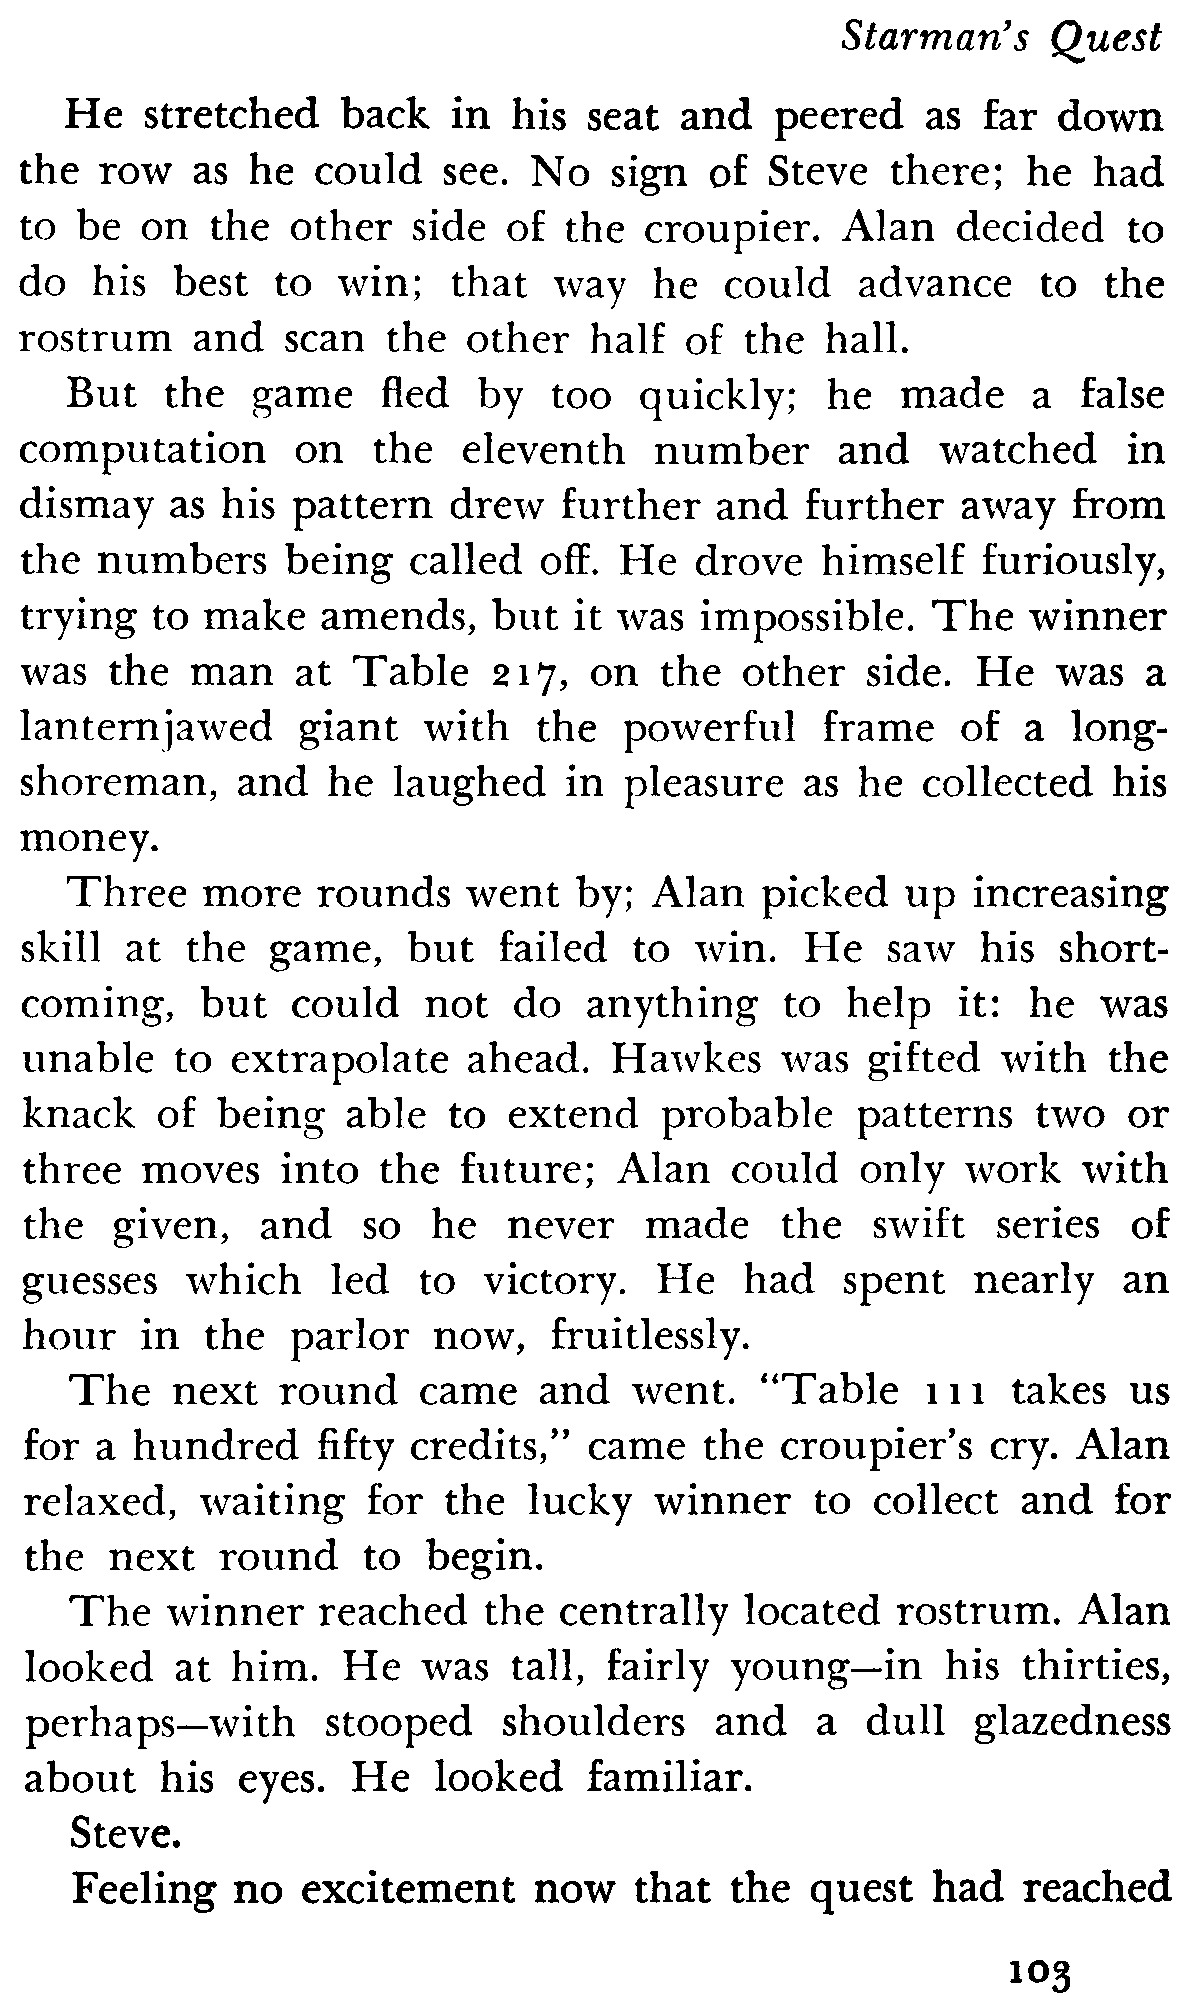 Starman's Quest
He stretched back in his seat and peered as far down
the row as he could see. No sign of Steve there; he had
to be on the other side of the croupier. Alan decided to
do his best to win; that way he could advance to the
rostrum and scan the other half of the hall.
But the game fled by too quickly; he made a false
computation on the eleventh number and watched in
dismay as his pattern drew further and further away from
the numbers being called off. He drove himself furiously,
trying to make amends, but it was impossible. The winner
was the man at Table 217, on the other side. He was a
lanternjawed giant with the powerful frame of a long-
shoreman, and he laughed in pleasure as he collected his
money.
Three more rounds went by; Alan picked up increasing
skill at the game, but failed to win. He saw his short-
coming, but could not do anything to help it: he was
unable to extrapolate ahead. Hawkes was gifted with the
knack of being able to extend probable patterns two or
three moves into the future; Alan could only work with
the given, and so he never made the swift series of
guesses which led to victory. He had spent nearly an
hour in the parlor now, fruitlessly.
The next round came and went. "Table 111 takes us
for a hundred fifty credits," came the croupier's cry. Alan
relaxed, waiting for the lucky winner to collect and for
the next round to begin.
The winner reached the centrally located rostrum. Alan
looked at him. He was tall, fairly young—in his thirties,
perhaps—with stooped shoulders and a dull glazedness
about his eyes. He looked familiar.
Steve.
Feeling no excitement now that the quest had reached
103